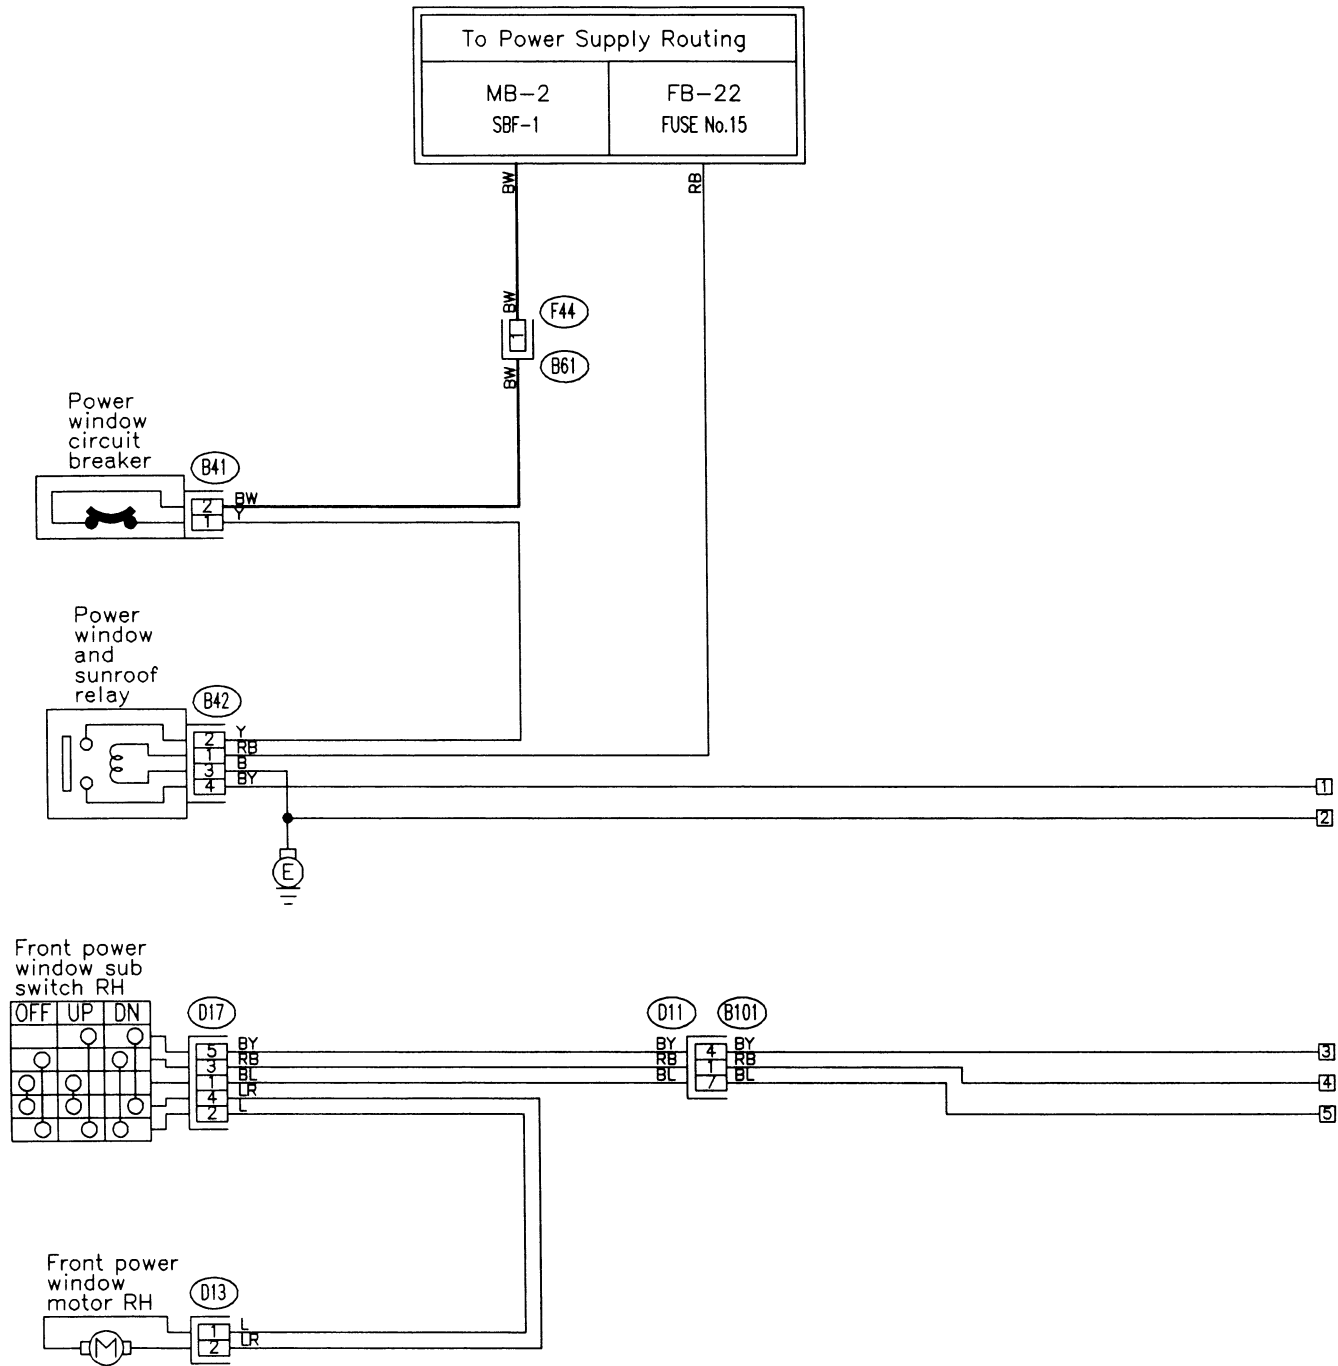 To Power Supply Routing
MB-2
SBF-1
FB-22
FUSE No.15
BW
RB
BW
F44
1
B61
BW
Power
window
circuit
breaker
B41
2
BW
1
Y
Power
window
and
sunroof
relay
B42
2
Y
1
RB
3
B
4
BY
1
2
E
Front power
window sub
switch RH
OFF
UP
DN
D17
D11
B101
5
BY
BY
4
BY
3
3
RB
RB
1
RB
1
BL
BL
7
BL
4
4
LR
2
L
5
Front power
window
motor RH
D13
M
1
L
2
LR